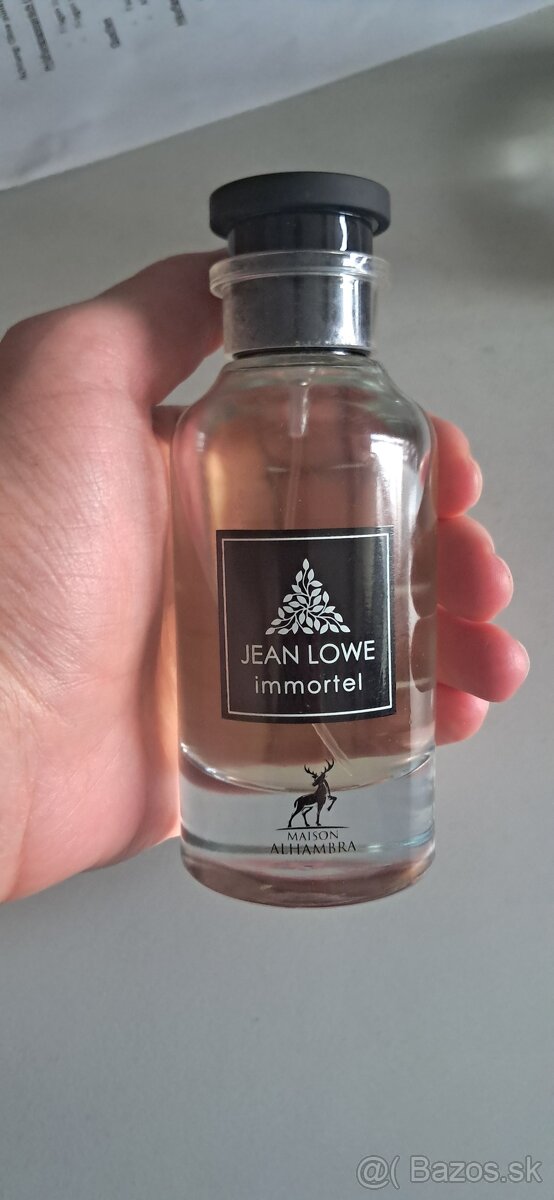 JEAN LOWE
immortel
MAISON
ALHAMBRA
@( Bazos.sk